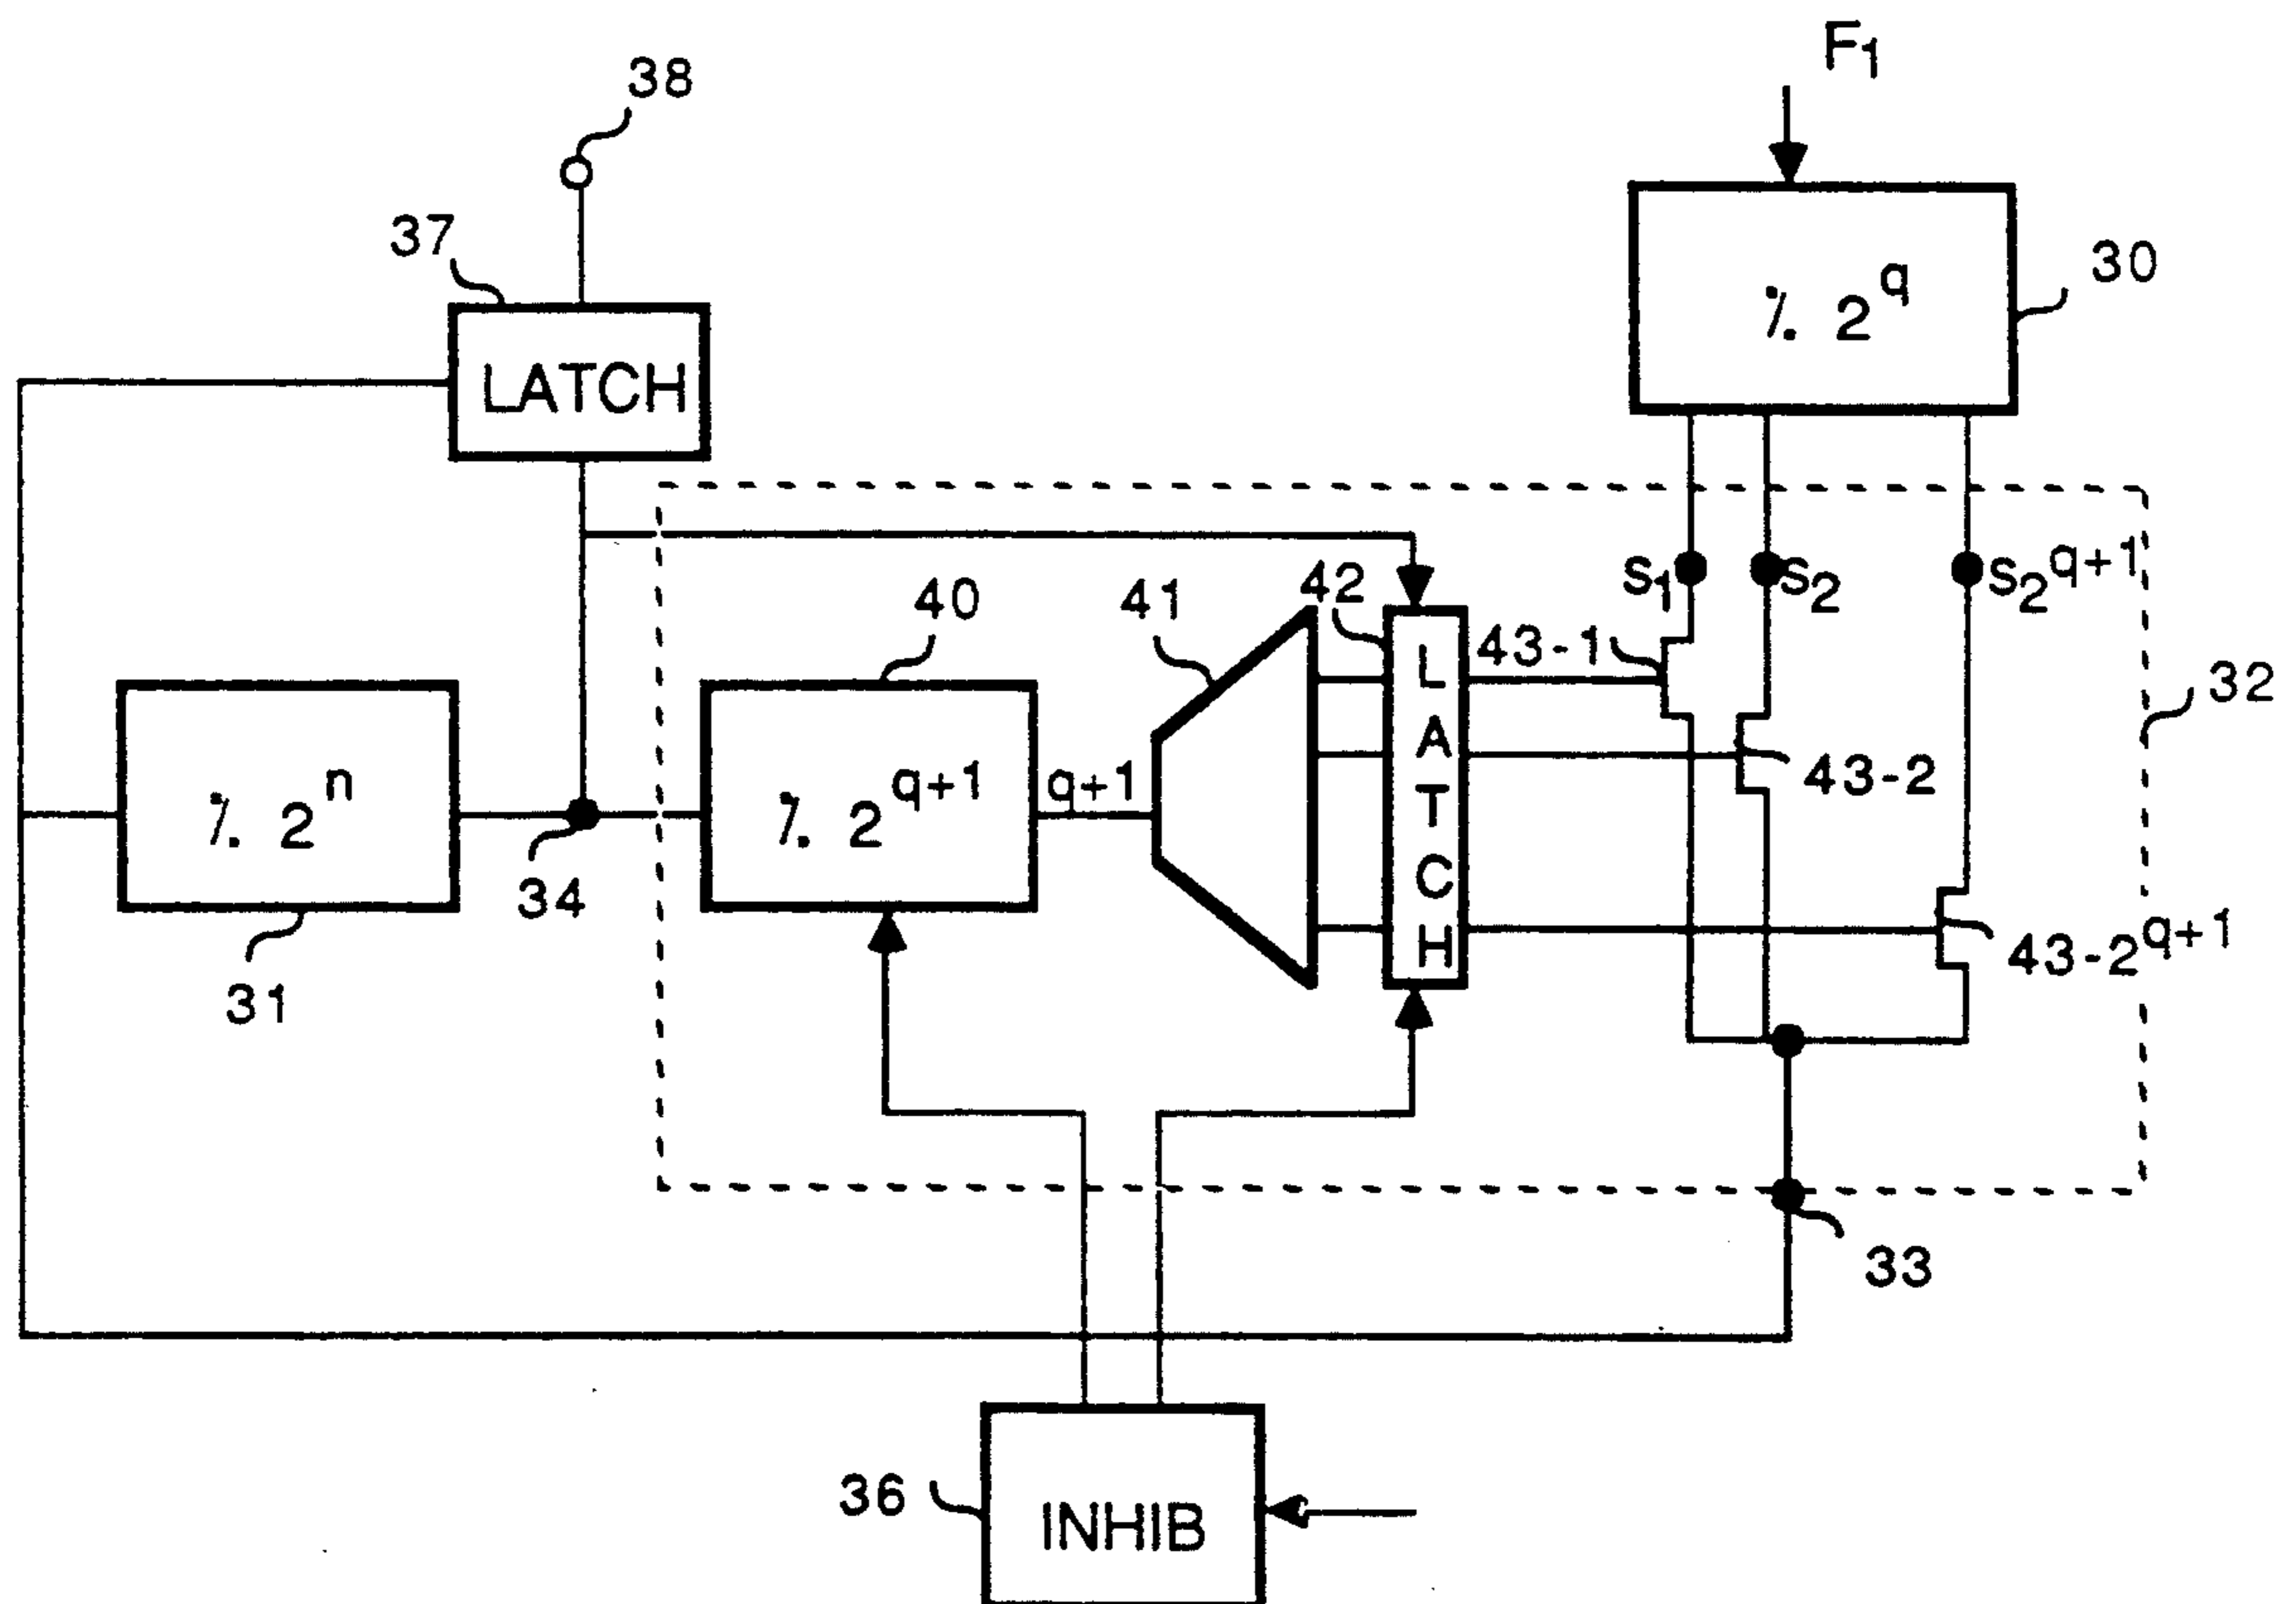 F₁
38
37
LATCH
% 2^q
30
S₁
S₂
S₂^q+1
40
41
42
43-1
32
% 2^n
% 2^q+1
q+1
LATCH
43-2
34
43-2^q+1
31
33
36
INHIB